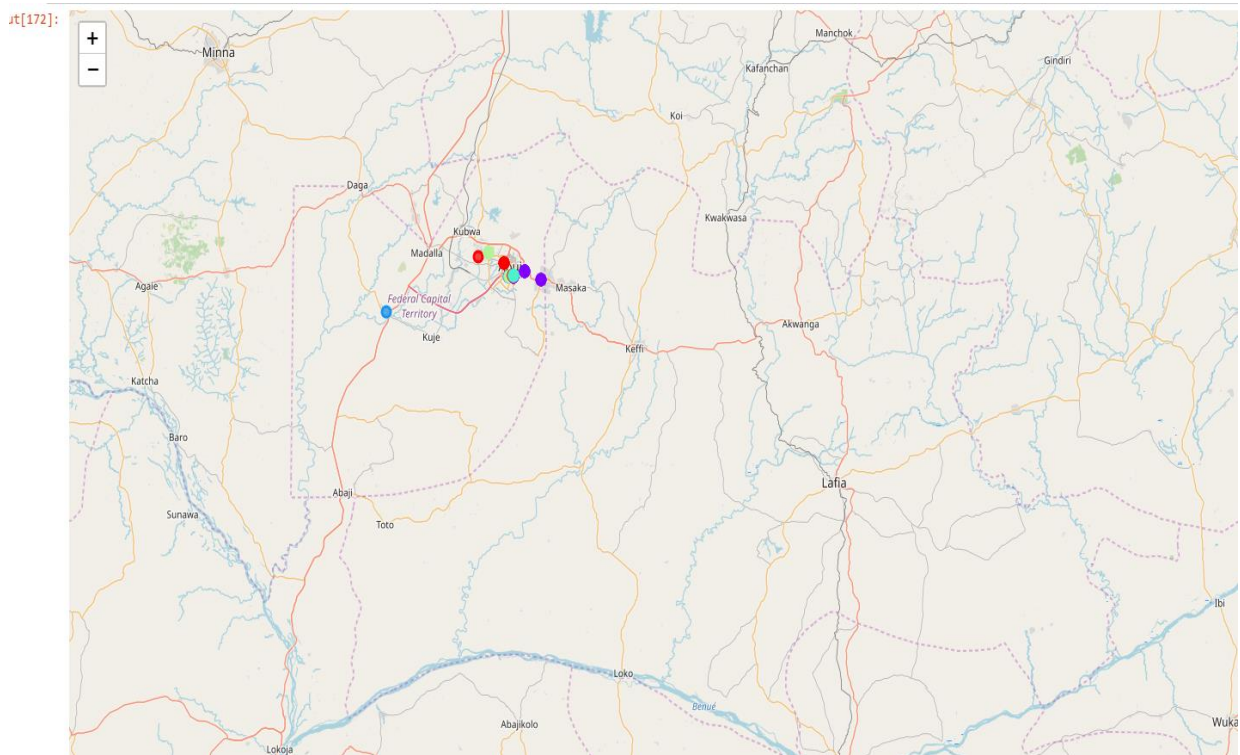 ut[172]:
+
−
Minna
Manchok
Kafanchan
Gindiri
Koi
Daga
Kwakwasa
Kubwa
Madalla
Agaie
Masaka
Federal Capital
Territory
Akwanga
Kuje
Keffi
Katcha
Baro
Lafia
Abaji
Sunawa
Toto
Ibi
Loko
Benué
Abajikolo
Wuka
Lokoja